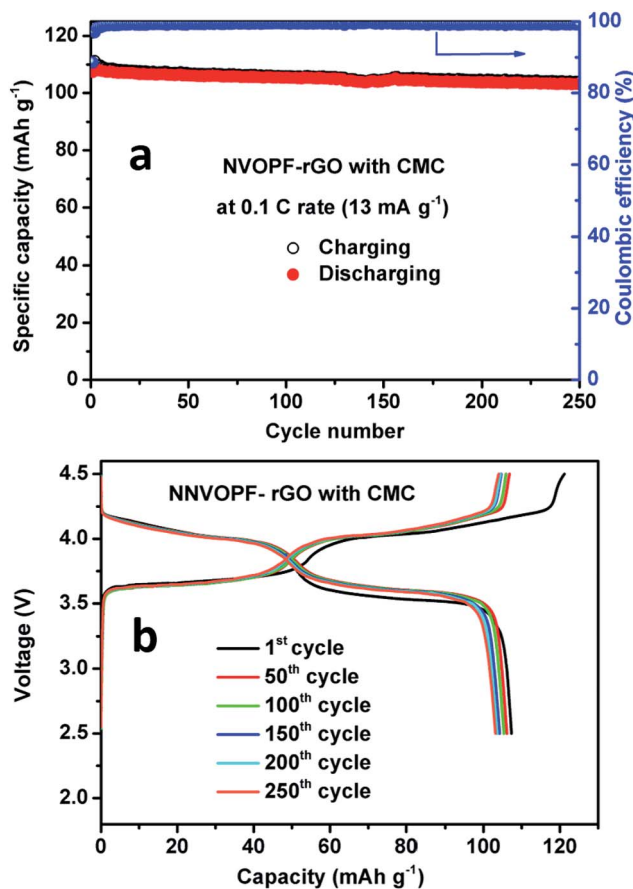 120
100
80
60
40
20
0
Specific capacity (mAh g⁻¹)
a
NVOPF-rGO with CMC
at 0.1 C rate (13 mA g⁻¹)
Charging
Discharging
100
80
60
40
20
0
Coulombic efficiency (%)
0 50 100 150 200 250
Cycle number
4.5
4.0
3.5
3.0
2.5
2.0
Voltage (V)
NNVOPF- rGO with CMC
b
1ˢᵗ cycle
50ᵗʰ cycle
100ᵗʰ cycle
150ᵗʰ cycle
200ᵗʰ cycle
250ᵗʰ cycle
0 20 40 60 80 100 120
Capacity (mAh g⁻¹)